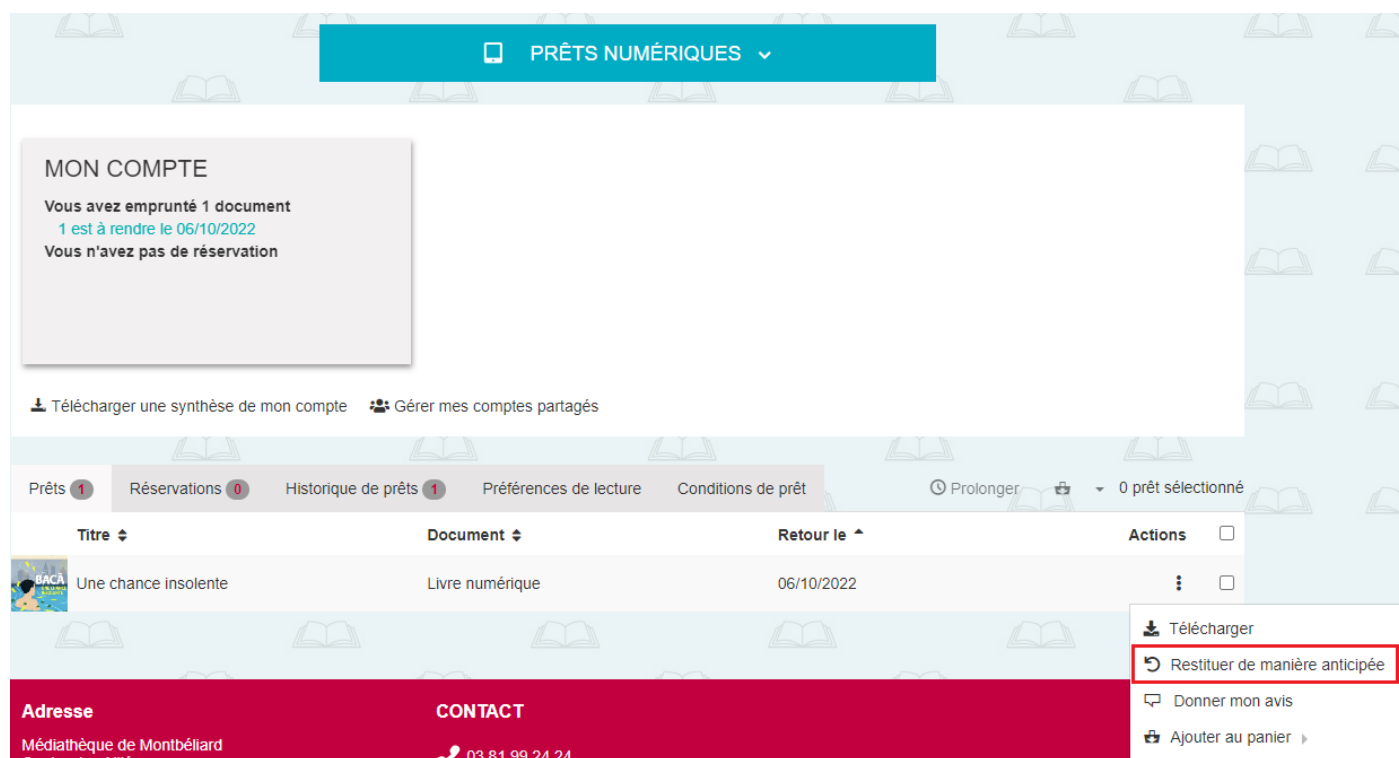 PRÊTS NUMÉRIQUES
MON COMPTE
Vous avez emprunté 1 document
1 est à rendre le 06/10/2022
Vous n'avez pas de réservation
Télécharger une synthèse de mon compte Gérer mes comptes partagés
Prêts 1 Réservations 0 Historique de prêts 1 Préférences de lecture Conditions de prêt Prolonger 0 prêt sélectionné
Titre Document Retour le Actions
BACÀ
Une chance insolente Livre numérique 06/10/2022
Télécharger
Restituer de manière anticipée
Donner mon avis
Ajouter au panier
Adresse CONTACT
Médiathèque de Montbéliard
03 81 99 24 24